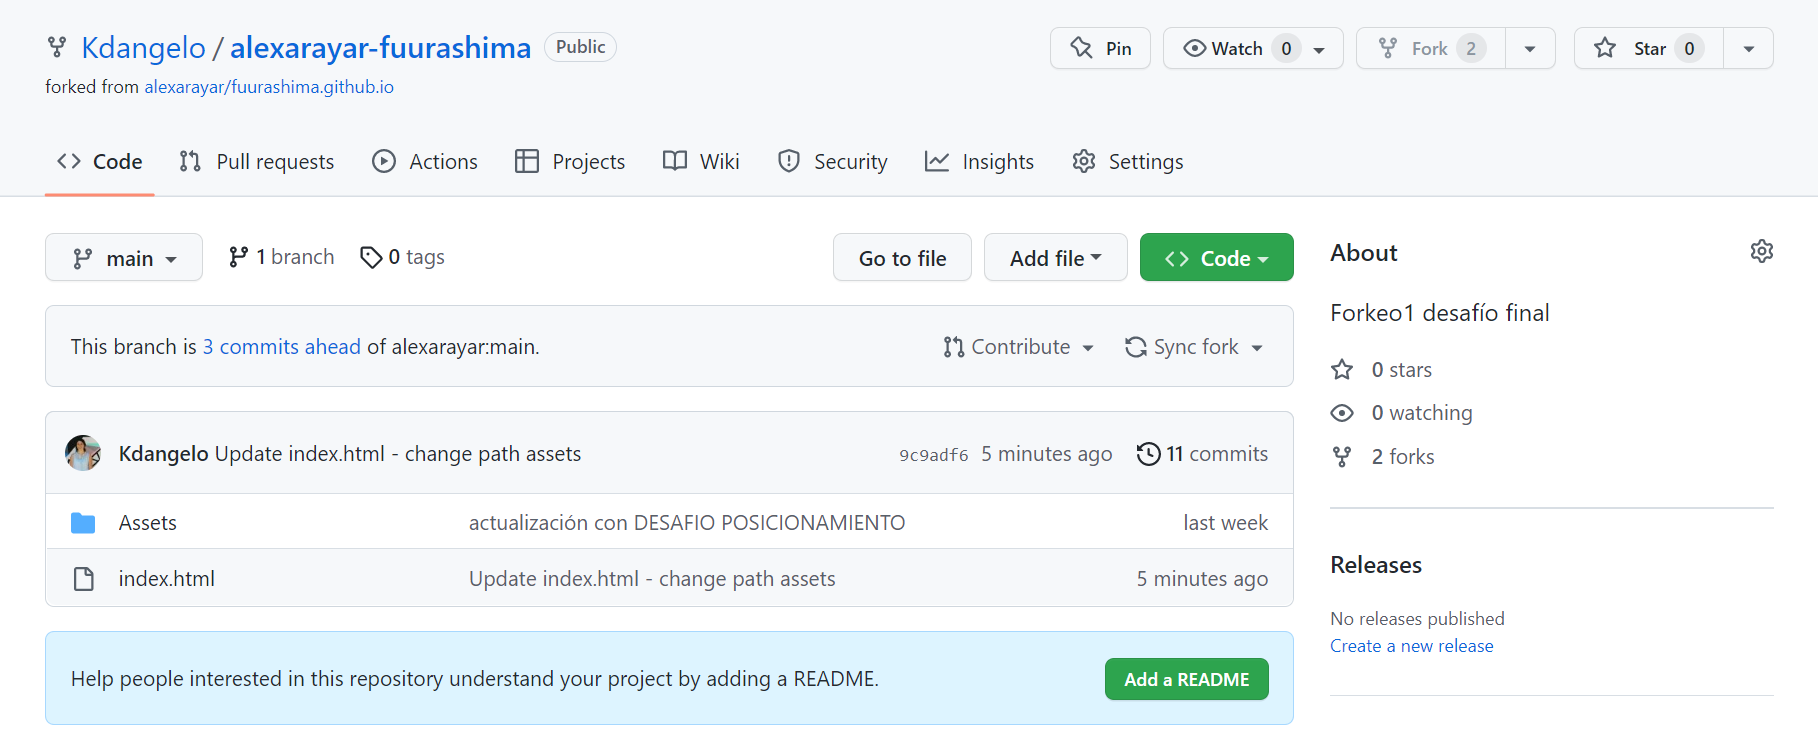 Kdangelo / alexarayar-fuurashima Public
Pin Watch 0 Fork 2 Star 0
forked from alexarayar/fuurashima.github.io
Code Pull requests Actions Projects Wiki Security Insights Settings
main 1 branch 0 tags Go to file Add file Code
This branch is 3 commits ahead of alexarayar:main. Contribute Sync fork
Kdangelo Update index.html - change path assets 9c9adf6 5 minutes ago 11 commits
Assets actualización con DESAFIO POSICIONAMIENTO last week
index.html Update index.html - change path assets 5 minutes ago
Help people interested in this repository understand your project by adding a README. Add a README
About
Forkeo1 desafío final
0 stars
0 watching
2 forks
Releases
No releases published
Create a new release